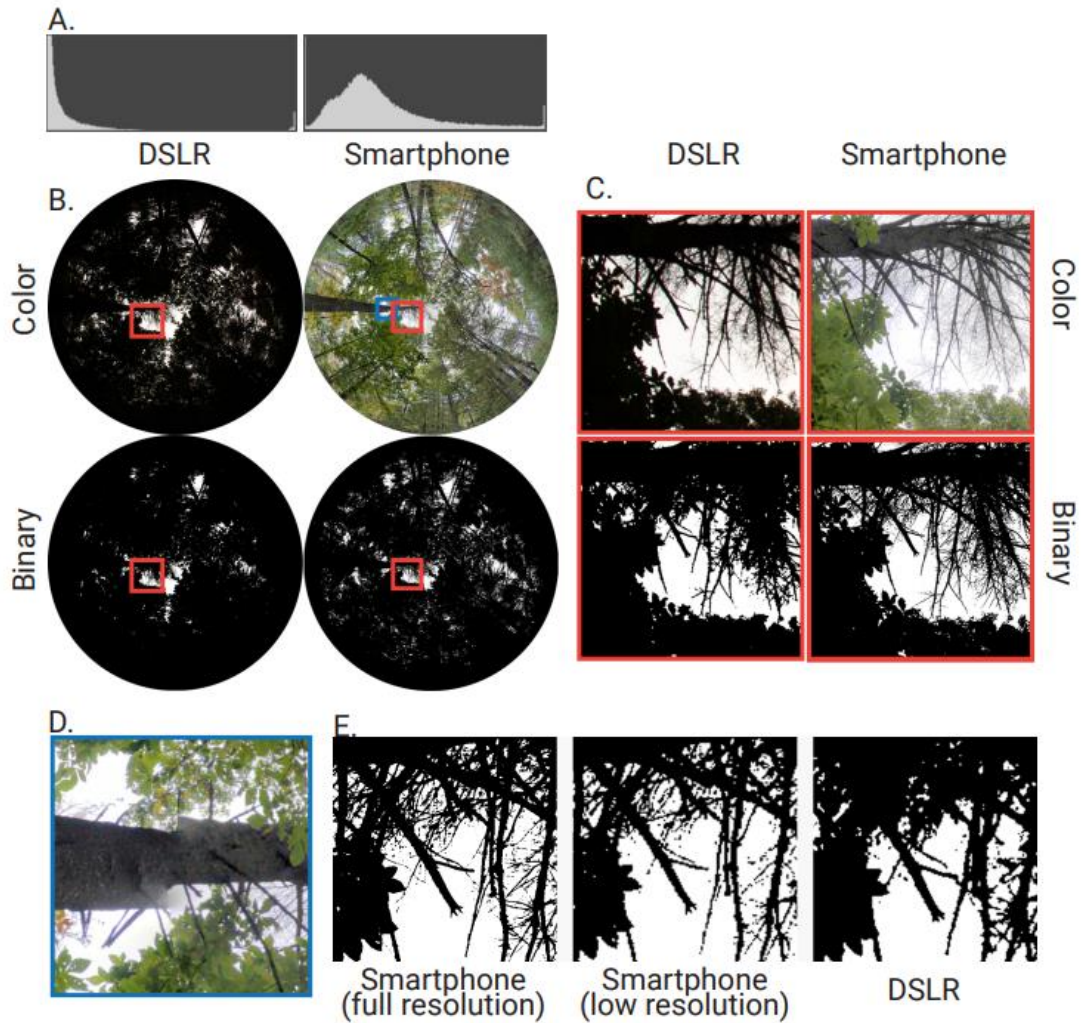 A.
DSLR
Smartphone
B.
Color
Binary
DSLR
Smartphone
C.
Color
Binary
D.
E.
Smartphone
(full resolution)
Smartphone
(low resolution)
DSLR